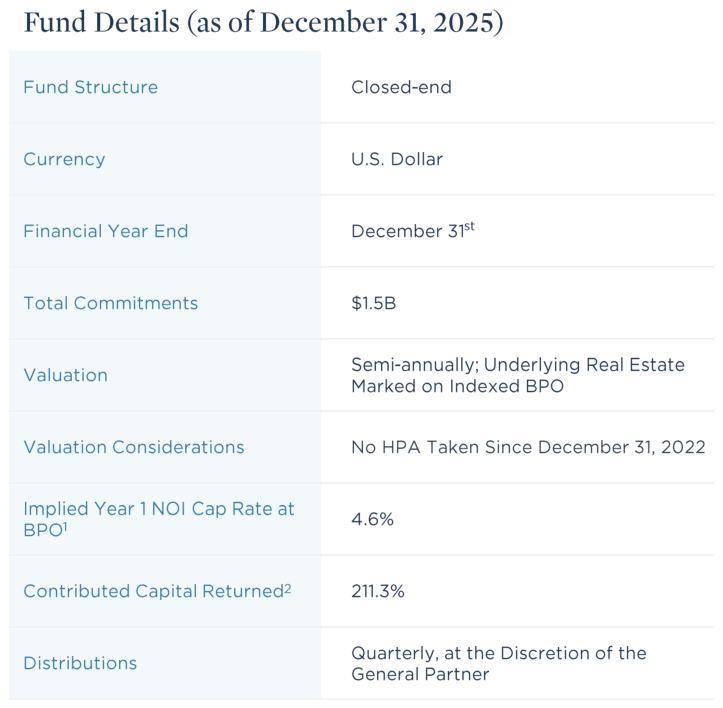 Fund Details (as of December 31, 2025)
Fund Structure
Closed-end
Currency
U.S. Dollar
Financial Year End
December 31st
Total Commitments
$1.5B
Valuation
Semi-annually; Underlying Real Estate
Marked on Indexed BPO
Valuation Considerations
No HPA Taken Since December 31, 2022
Implied Year 1 NOI Cap Rate at
BPO1
4.6%
Contributed Capital Returned2
211.3%
Distributions
Quarterly, at the Discretion of the
General Partner